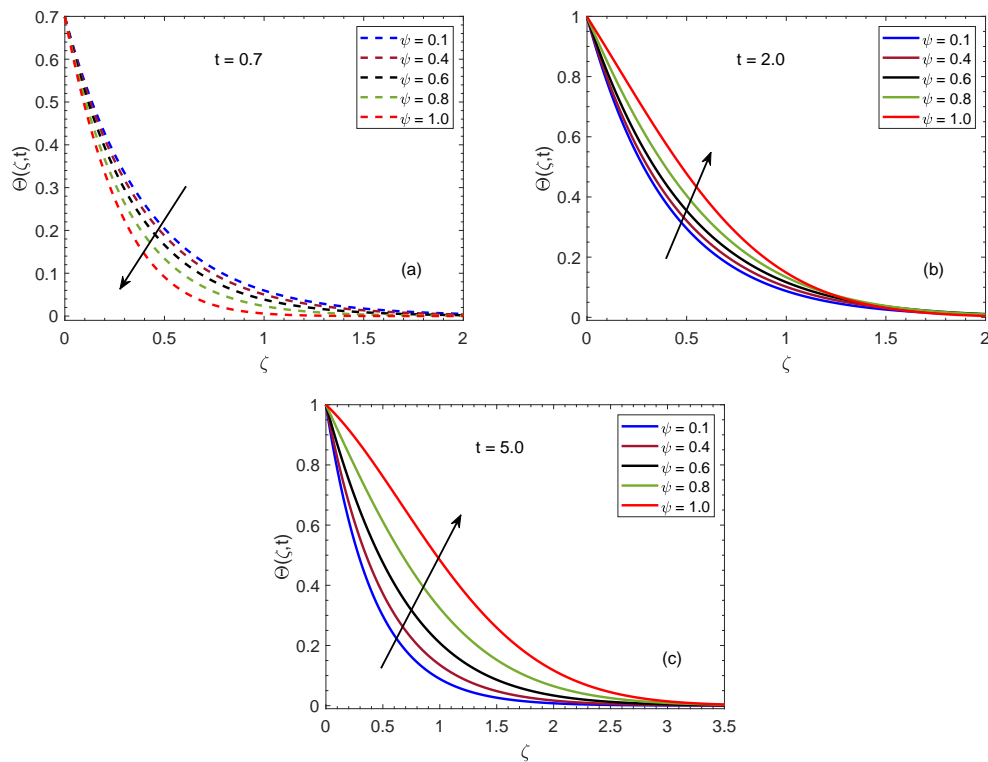 0.7
0.6
0.5
0.4
0.3
0.2
0.1
0
Θ(ζ,t)
t = 0.7
ψ = 0.1
ψ = 0.4
ψ = 0.6
ψ = 0.8
ψ = 1.0
(a)
0 0.5 1 1.5 2
ζ
1
0.8
0.6
0.4
0.2
0
Θ(ζ,t)
t = 2.0
ψ = 0.1
ψ = 0.4
ψ = 0.6
ψ = 0.8
ψ = 1.0
(b)
0 0.5 1 1.5 2
ζ
1
0.8
0.6
0.4
0.2
0
Θ(ζ,t)
t = 5.0
ψ = 0.1
ψ = 0.4
ψ = 0.6
ψ = 0.8
ψ = 1.0
(c)
0 0.5 1 1.5 2 2.5 3 3.5
ζ